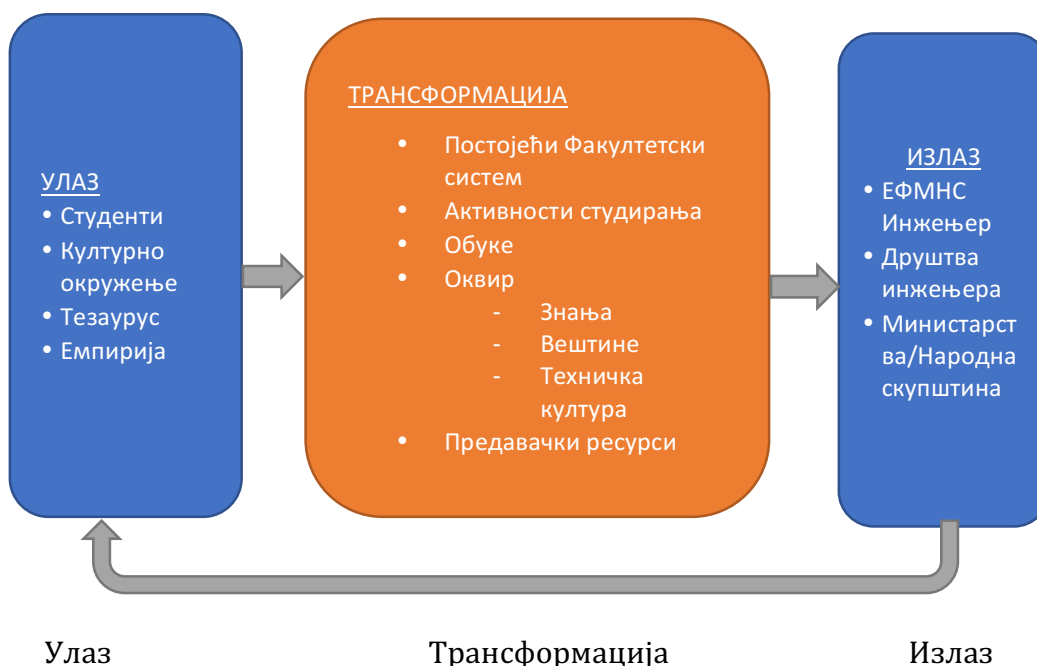 УЛАЗ
• Студенти
• Културно
окружење
• Тезаурус
• Емпирија
ТРАНСФОРМАЦИЈА
• Постојећи Факултетски
систем
• Активности студирања
• Обуке
• Оквир
- Знања
- Вештине
- Техничка
култура
• Предавачки ресурси
ИЗЛАЗ
• ЕФМНС
Инжењер
• Друштва
инжењера
• Министарст
ва/Народна
скупштина
Улаз Трансформација Излаз